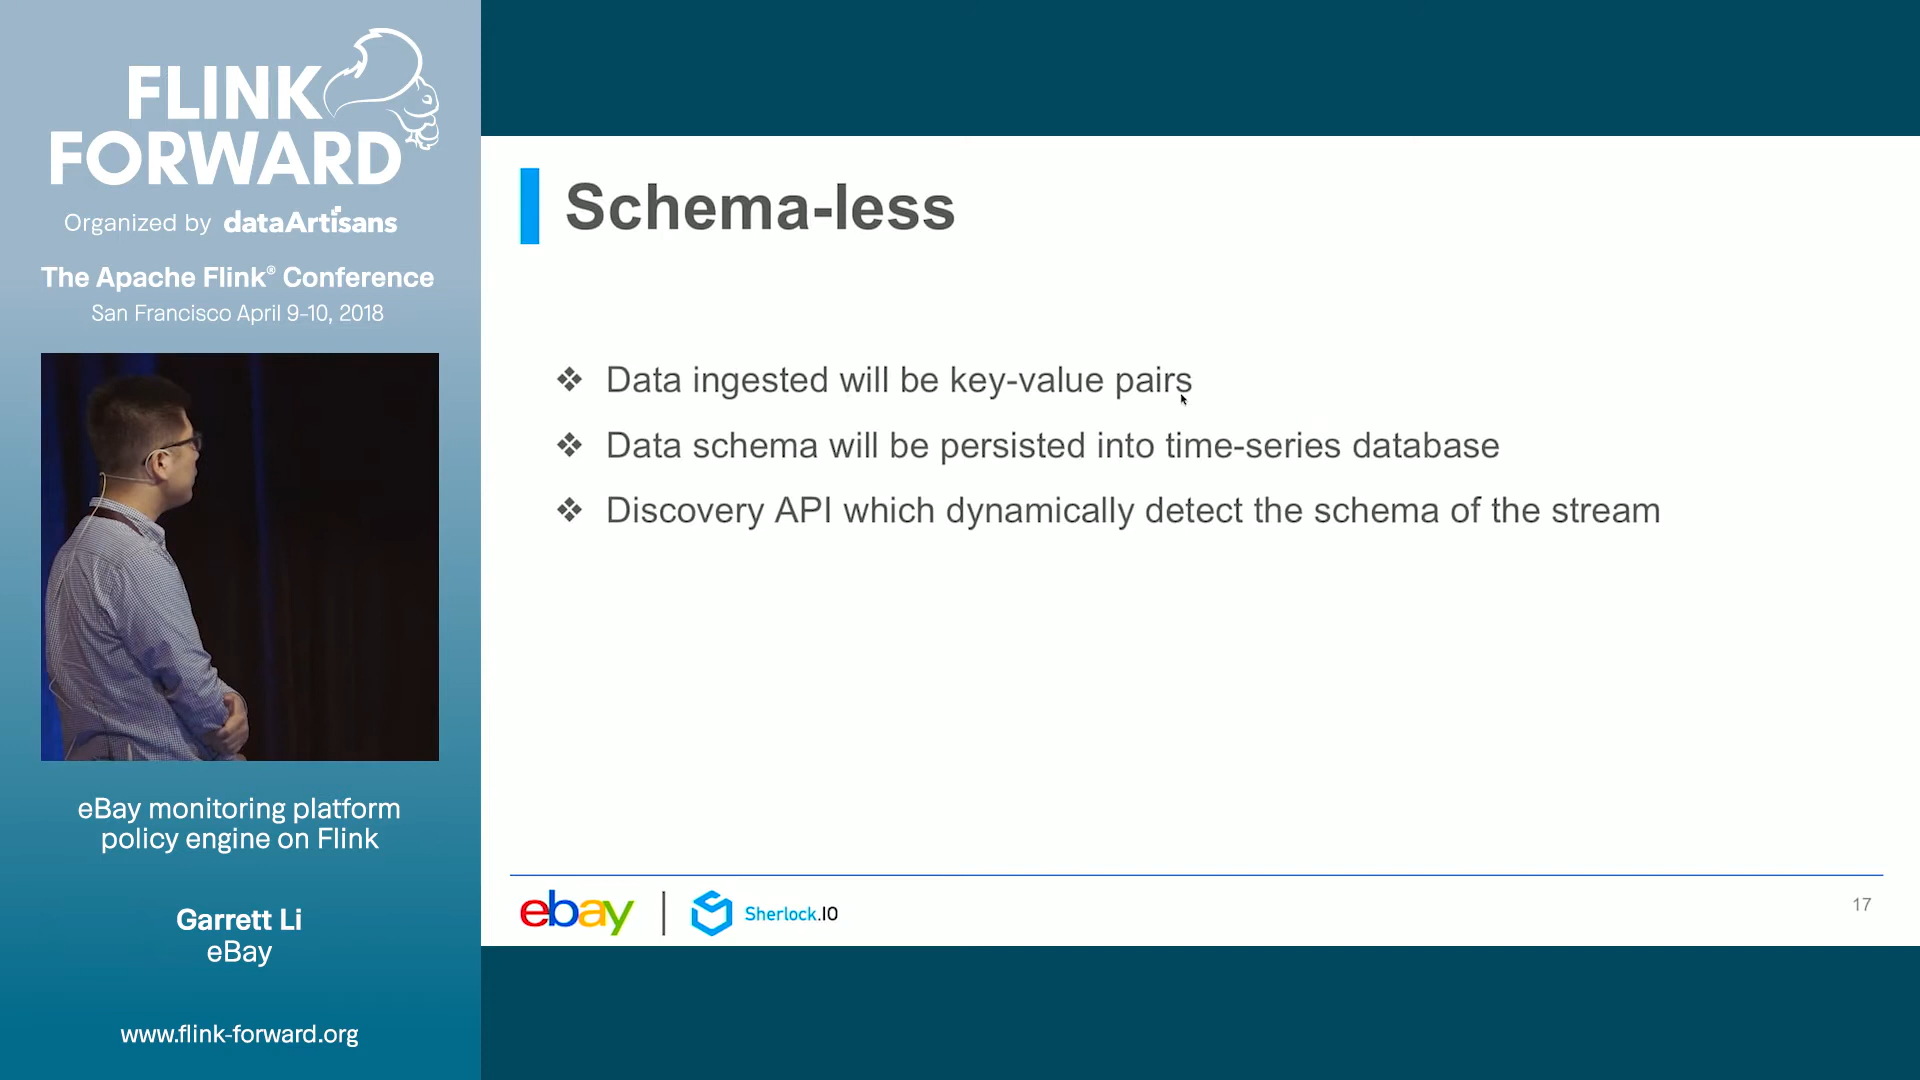 FLINK
FORWARD
Organized by dataArtisans
The Apache Flink® Conference
San Francisco April 9-10, 2018
eBay monitoring platform
policy engine on Flink
Garrett Li
eBay
www.flink-forward.org
Schema-less
❖ Data ingested will be key-value pairs
❖ Data schema will be persisted into time-series database
❖ Discovery API which dynamically detect the schema of the stream
ebay | Sherlock.IO
17